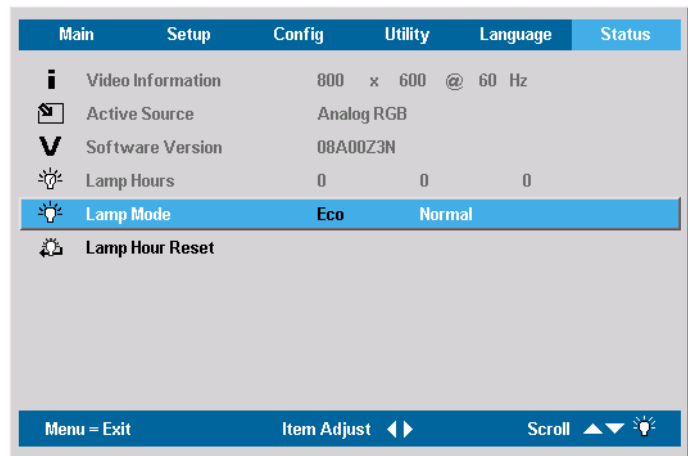 Main Setup Config Utility Language Status
i Video Information 800 x 600 @ 60 Hz
Active Source Analog RGB
V Software Version 08A00Z3N
Lamp Hours 0 0 0
Lamp Mode Eco Normal
Lamp Hour Reset
Menu = Exit Item Adjust Scroll